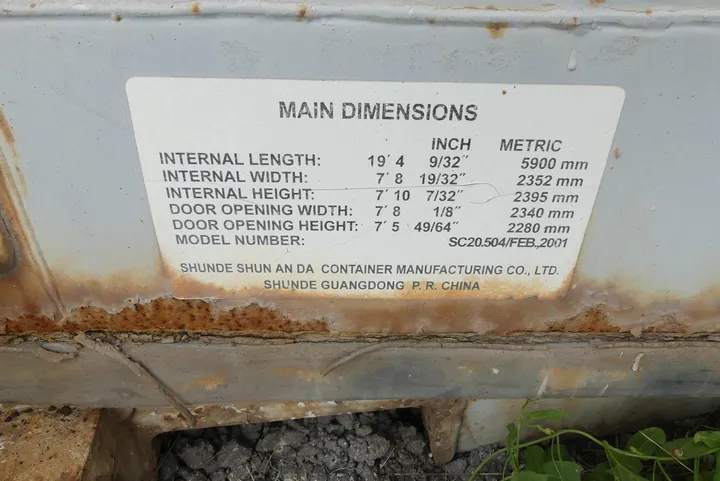 MAIN DIMENSIONS
INCH METRIC
INTERNAL LENGTH: 19′ 4 9/32″ 5900 mm
INTERNAL WIDTH: 7′ 8 19/32″ 2352 mm
INTERNAL HEIGHT: 7′ 10 7/32″ 2395 mm
DOOR OPENING WIDTH: 7′ 8 1/8″ 2340 mm
DOOR OPENING HEIGHT: 7′ 5 49/64″ 2280 mm
MODEL NUMBER: SC20.504/FEB.,2001
SHUNDE SHUN AN DA CONTAINER MANUFACTURING CO., LTD.
SHUNDE GUANGDONG P. R. CHINA